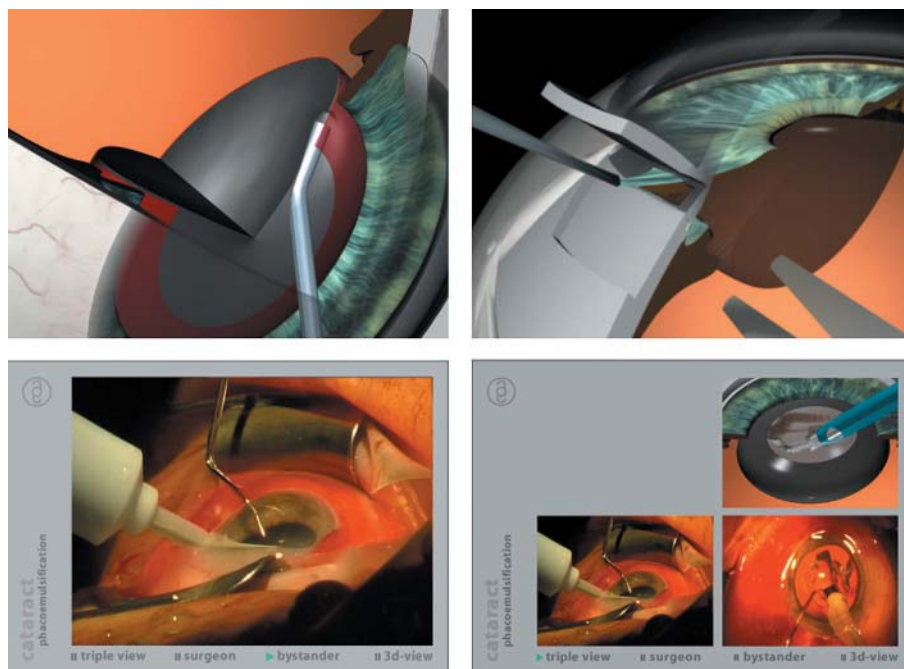 cataract
phacoemulsification
triple view surgeon bystander 3d-view
cataract
phacoemulsification
triple view surgeon bystander 3d-view